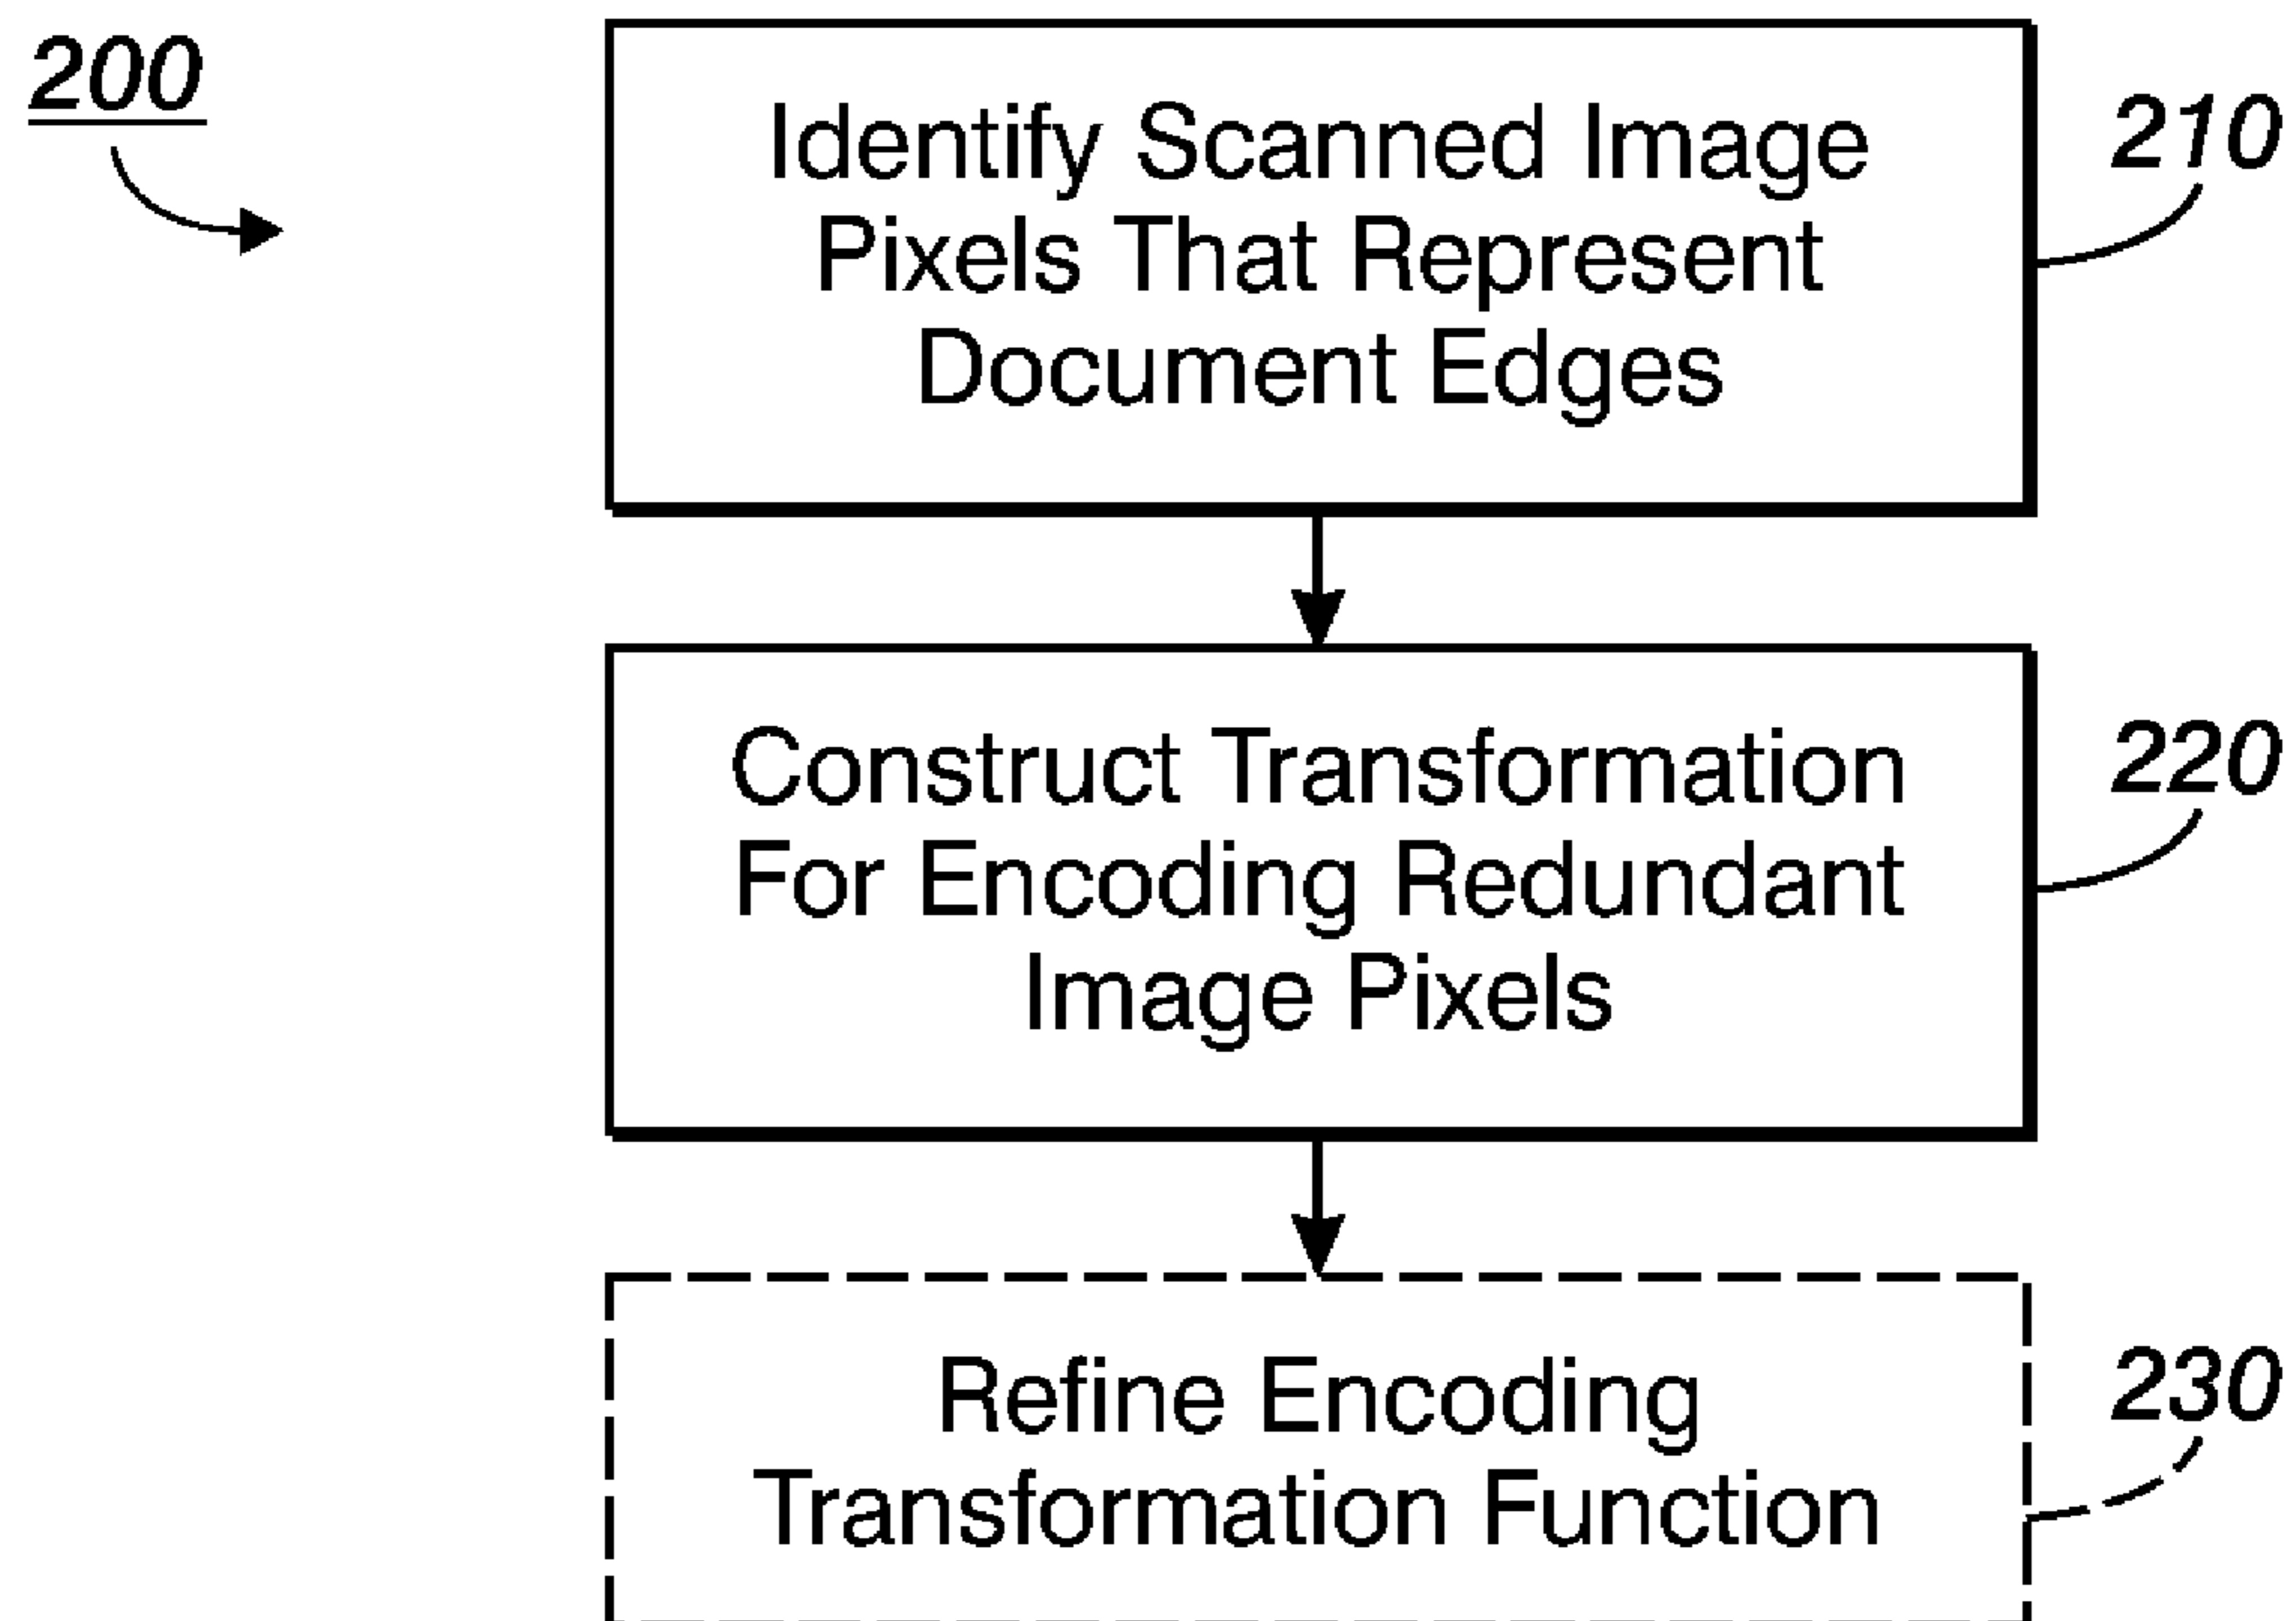 200
Identify Scanned Image
Pixels That Represent
Document Edges
210
Construct Transformation
For Encoding Redundant
Image Pixels
220
Refine Encoding
Transformation Function
230